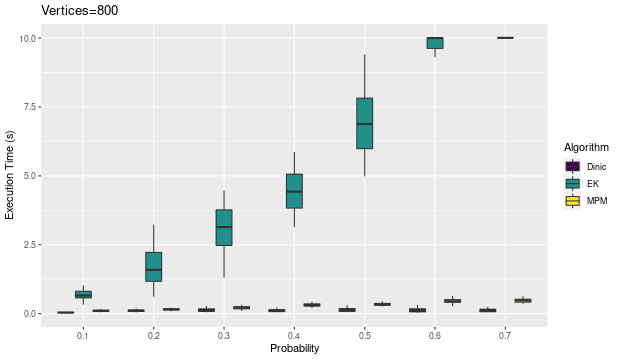 Vertices=800
Execution Time (s)
10.0
7.5
5.0
2.5
0.0
0.1 0.2 0.3 0.4 0.5 0.6 0.7
Probability
Algorithm
Dinic
EK
MPM